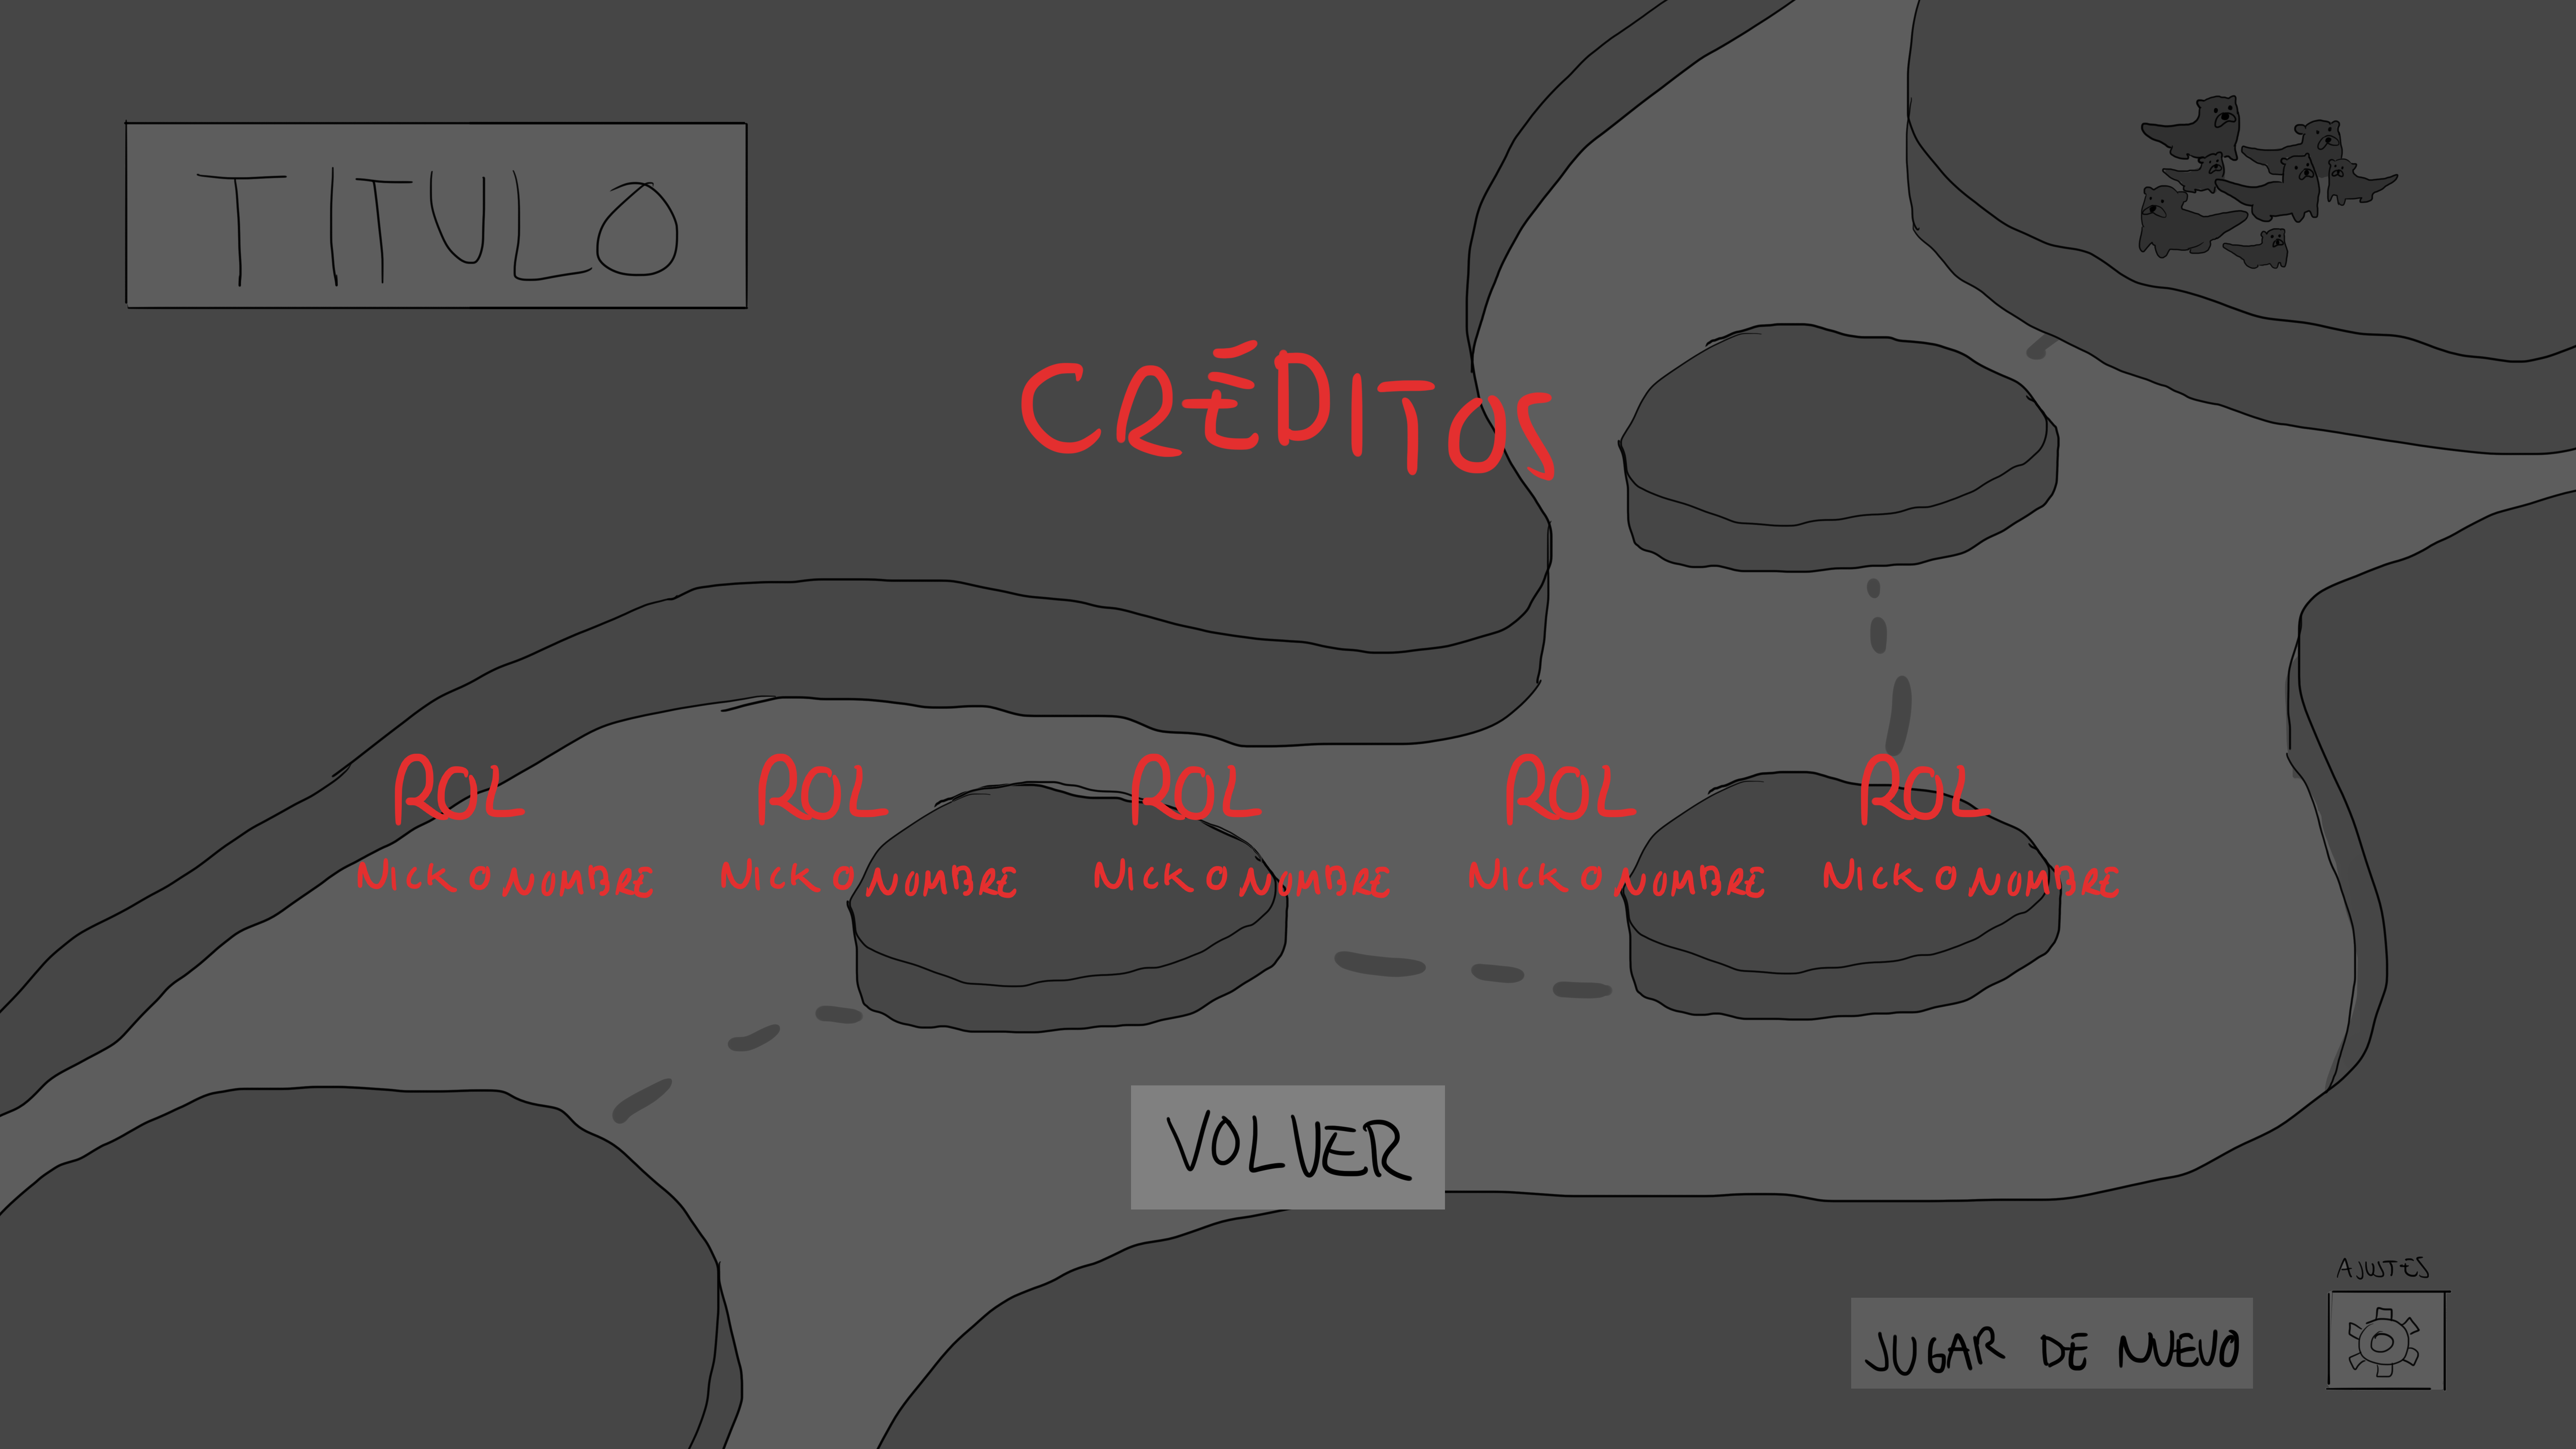 TITULO
CRÉDITOS
ROL ROL ROL ROL ROL
NICK O NOMBRE NICK O NOMBRE NICK O NOMBRE NICK O NOMBRE NICK O NOMBRE
VOLVER
AJUSTES
JUGAR DE NUEVO